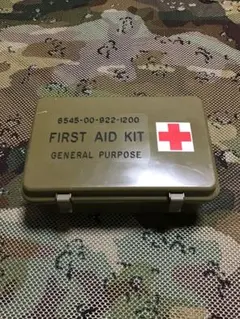 6545-00-922-1200
FIRST AID KIT
GENERAL PURPOSE